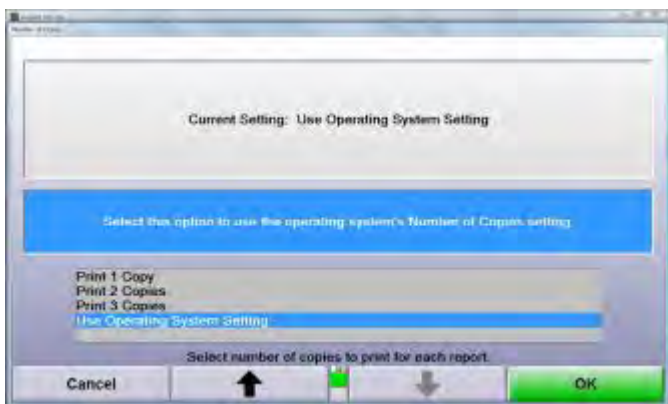 Current Setting: Use Operating System Setting
Select this option to use the operating system's Number of Copies setting
Print 1 Copy
Print 2 Copies
Print 3 Copies
Use Operating System Setting
Select number of copies to print for each report.
Cancel
OK